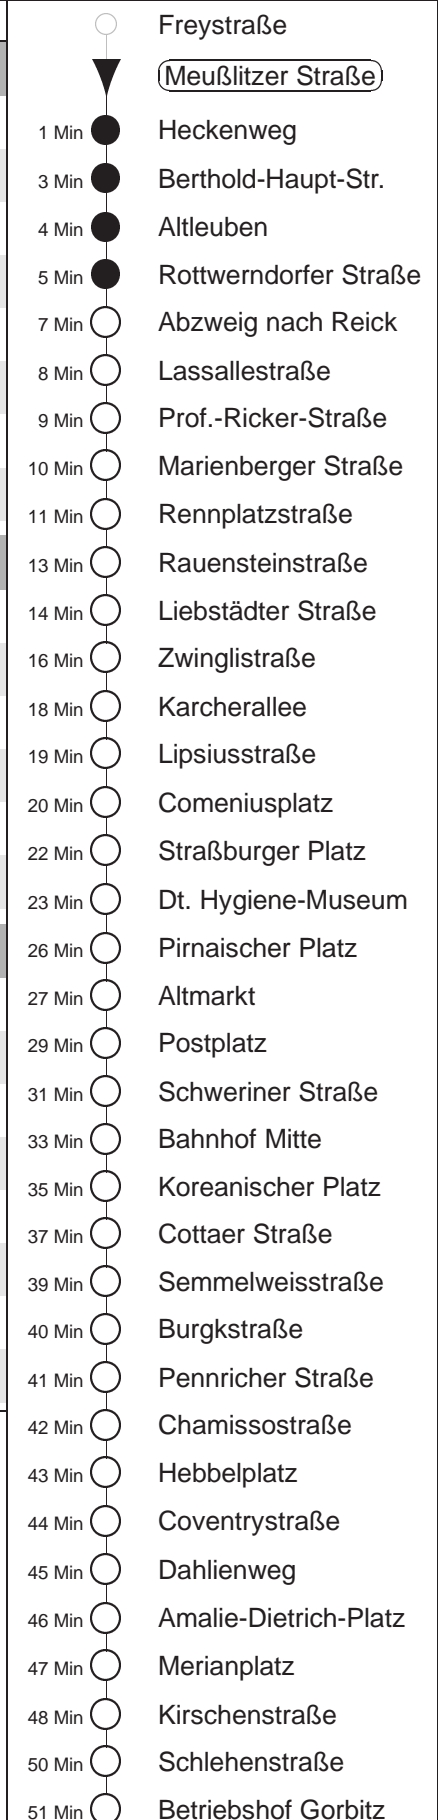 Freystraße
Meußlitzer Straße
1 Min Heckenweg
3 Min Berthold-Haupt-Str.
4 Min Altleuben
5 Min Rottwerndorfer Straße
7 Min Abzweig nach Reick
8 Min Lassallestraße
9 Min Prof.-Ricker-Straße
10 Min Marienberger Straße
11 Min Rennplatzstraße
13 Min Rauensteinstraße
14 Min Liebstädter Straße
16 Min Zwinglistraße
18 Min Karcherallee
19 Min Lipsiusstraße
20 Min Comeniusplatz
22 Min Straßburger Platz
23 Min Dt. Hygiene-Museum
26 Min Pirnaischer Platz
27 Min Altmarkt
29 Min Postplatz
31 Min Schweriner Straße
33 Min Bahnhof Mitte
35 Min Koreanischer Platz
37 Min Cottaer Straße
39 Min Semmelweisstraße
40 Min Burgkstraße
41 Min Pennricher Straße
42 Min Chamissostraße
43 Min Hebbelplatz
44 Min Coventrystraße
45 Min Dahlienweg
46 Min Amalie-Dietrich-Platz
47 Min Merianplatz
48 Min Kirschenstraße
50 Min Schlehenstraße
51 Min Betriebshof Gorbitz